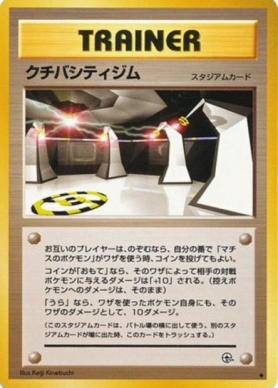 TRAINER
クチバシティジム
スタジアムカード
お互いのプレイヤーは、のぞむなら、自分の番で「マチ
スのポケモン」がワザを使う時、コインを投げてもよい。
コインが「おもて」なら、そのワザによって相手の対戦
ポケモンに与えるダメージは「+10」される。(控えポ
ケモンへのダメージは、そのまま)
「うら」なら、ワザを使ったポケモン自身にも、そのワ
ザのダメージとして、10ダメージ。
(このスタジアムカードは、バトル場の横に出して使う。別のスタジ
アムカードが場に出た時、このカードをトラッシュする。)
Illus.Keiji Kinebuchi